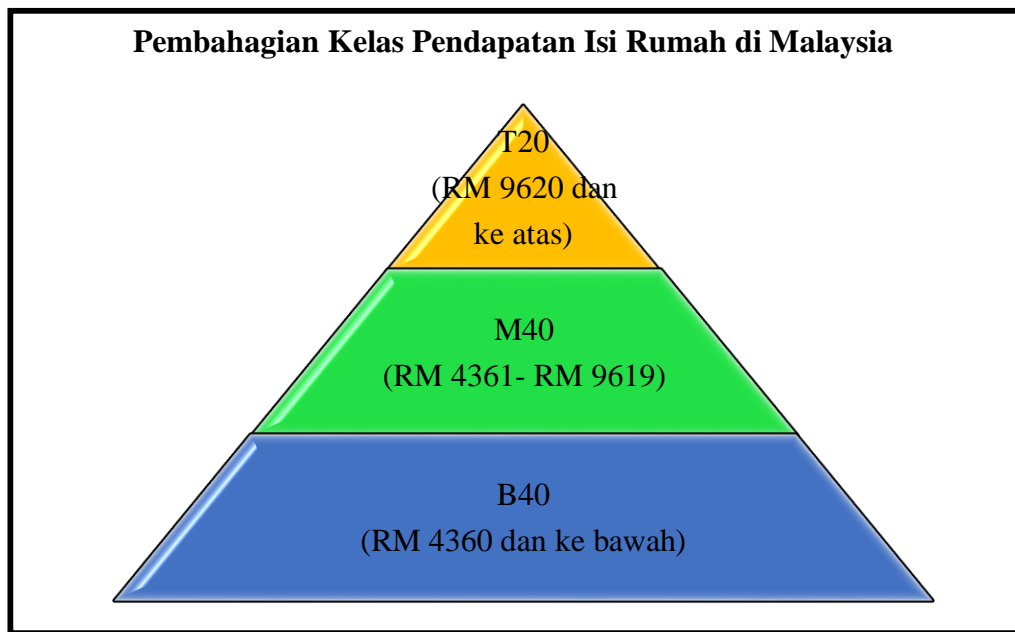 Pembahagian Kelas Pendapatan Isi Rumah di Malaysia
T20
(RM 9620 dan
ke atas)
M40
(RM 4361- RM 9619)
B40
(RM 4360 dan ke bawah)